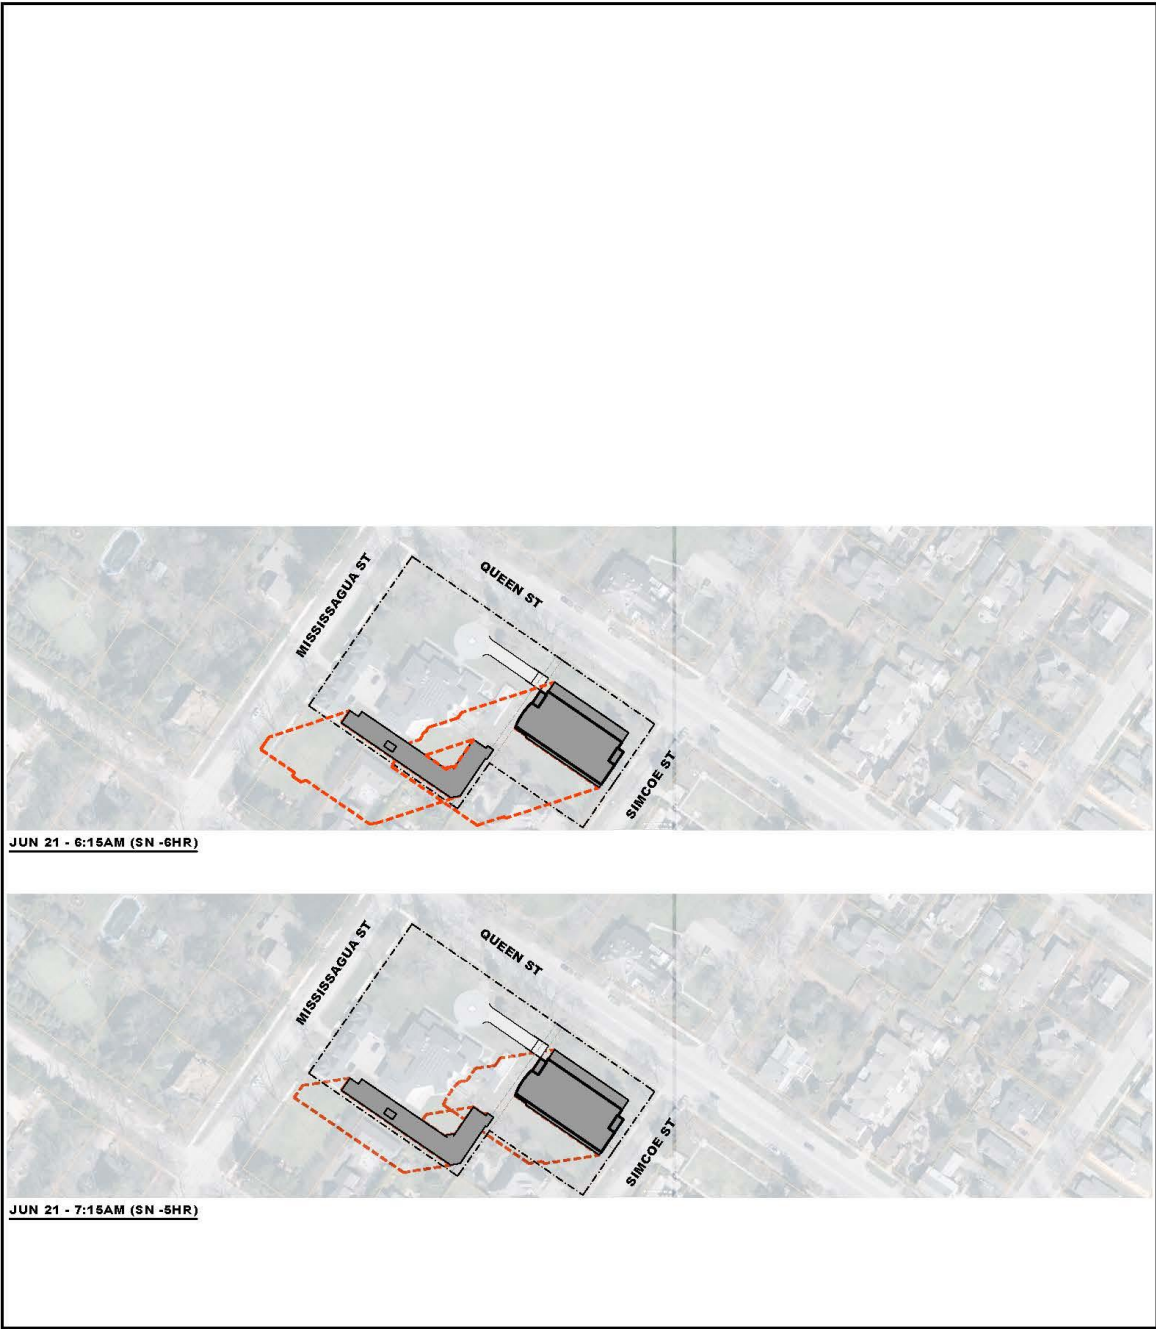 MISSISSAGUA ST
QUEEN ST
SIMCOE ST
JUN 21 - 6:15AM (SN -6HR)
MISSISSAGUA ST
QUEEN ST
SIMCOE ST
JUN 21 - 7:15AM (SN -5HR)